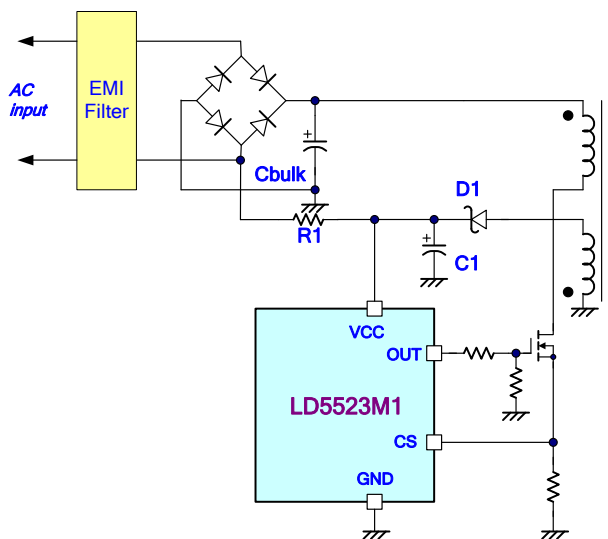 AC
input
EMI
Filter
+
Cbulk
R1
D1
+
C1
VCC
OUT
LD5523M1
CS
GND